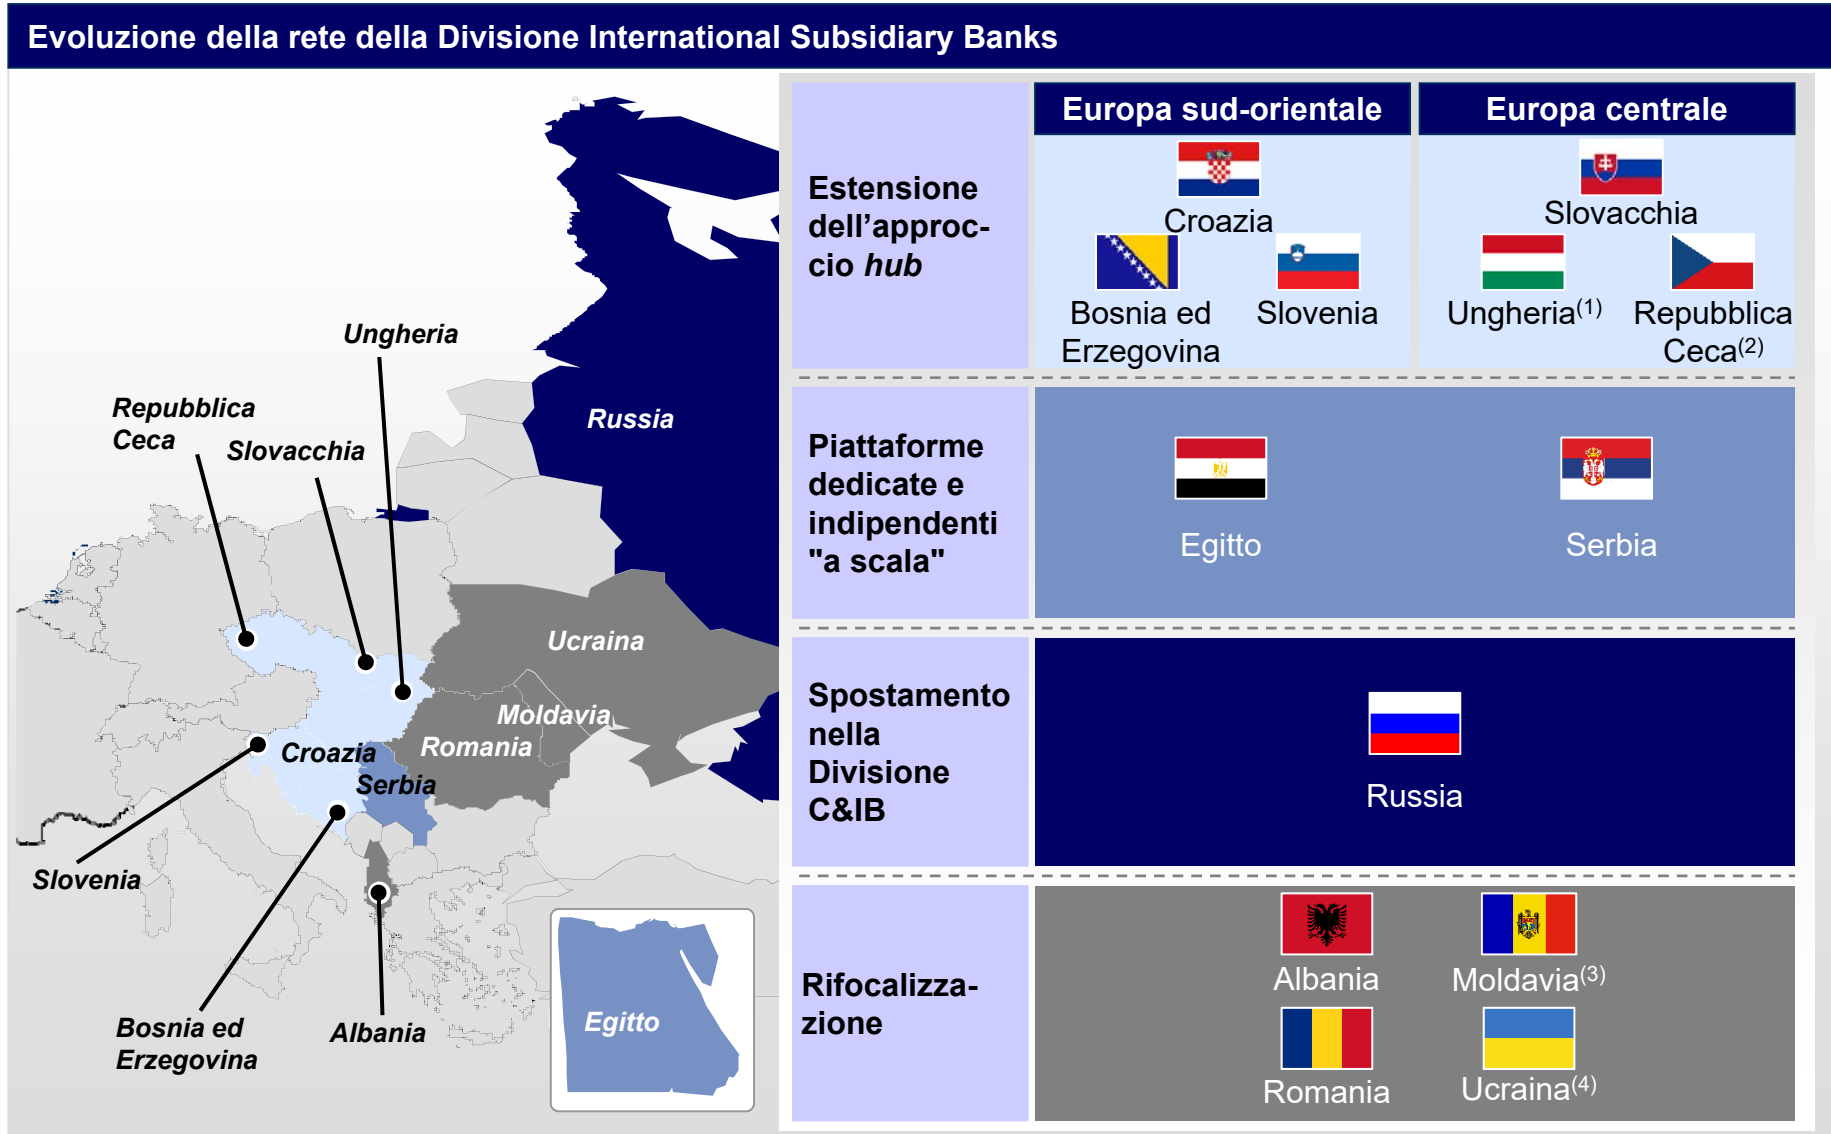 Evoluzione della rete della Divisione International Subsidiary Banks
Ungheria
Repubblica
Ceca
Slovacchia
Russia
Ucraina
Moldavia
Romania
Croazia
Serbia
Slovenia
Bosnia ed
Erzegovina
Albania
Egitto
Europa sud-orientale
Europa centrale
Estensione
dell'approc-
cio hub
Croazia
Bosnia ed
Erzegovina
Slovenia
Slovacchia
Ungheria(1)
Repubblica
Ceca(2)
Piattaforme
dedicate e
indipendenti
"a scala"
Egitto
Serbia
Spostamento
nella
Divisione
C&IB
Russia
Rifocalizza-
zione
Albania
Moldavia(3)
Romania
Ucraina(4)